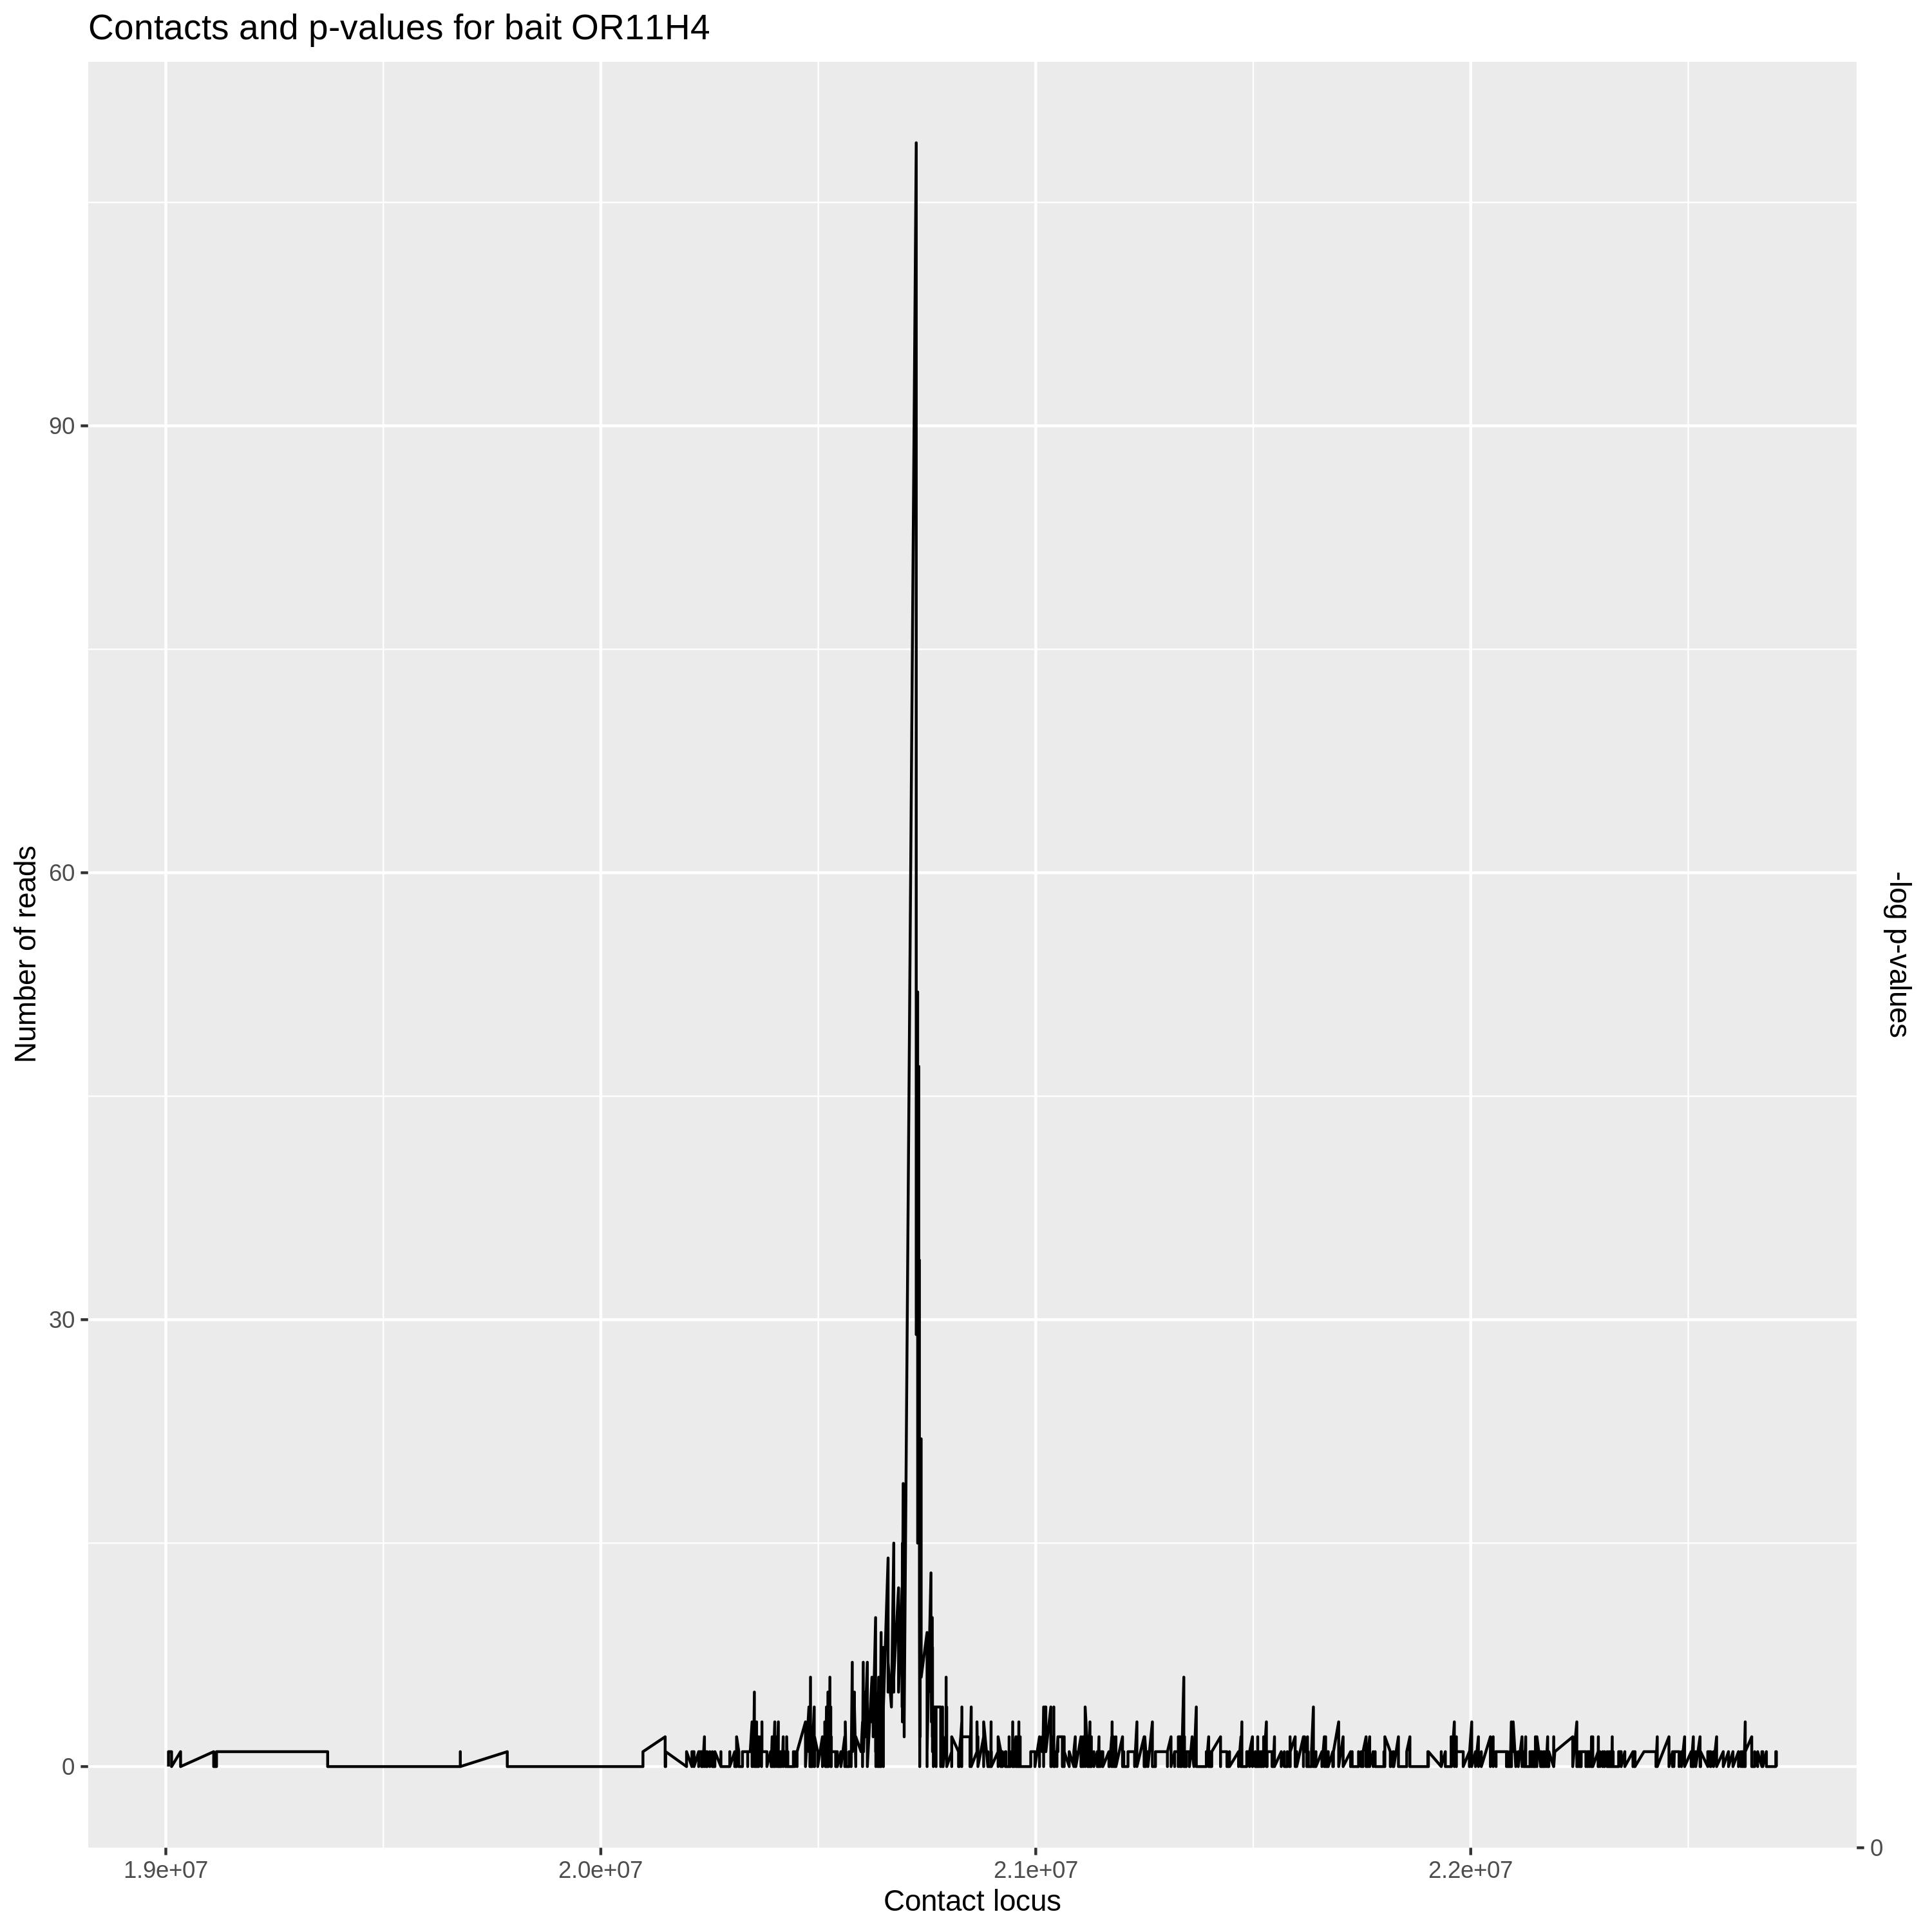 Contacts and p-values for bait OR11H4
Number of reads
90
60
30
0
-log p-values
0
1.9e+07
2.0e+07
2.1e+07
2.2e+07
Contact locus